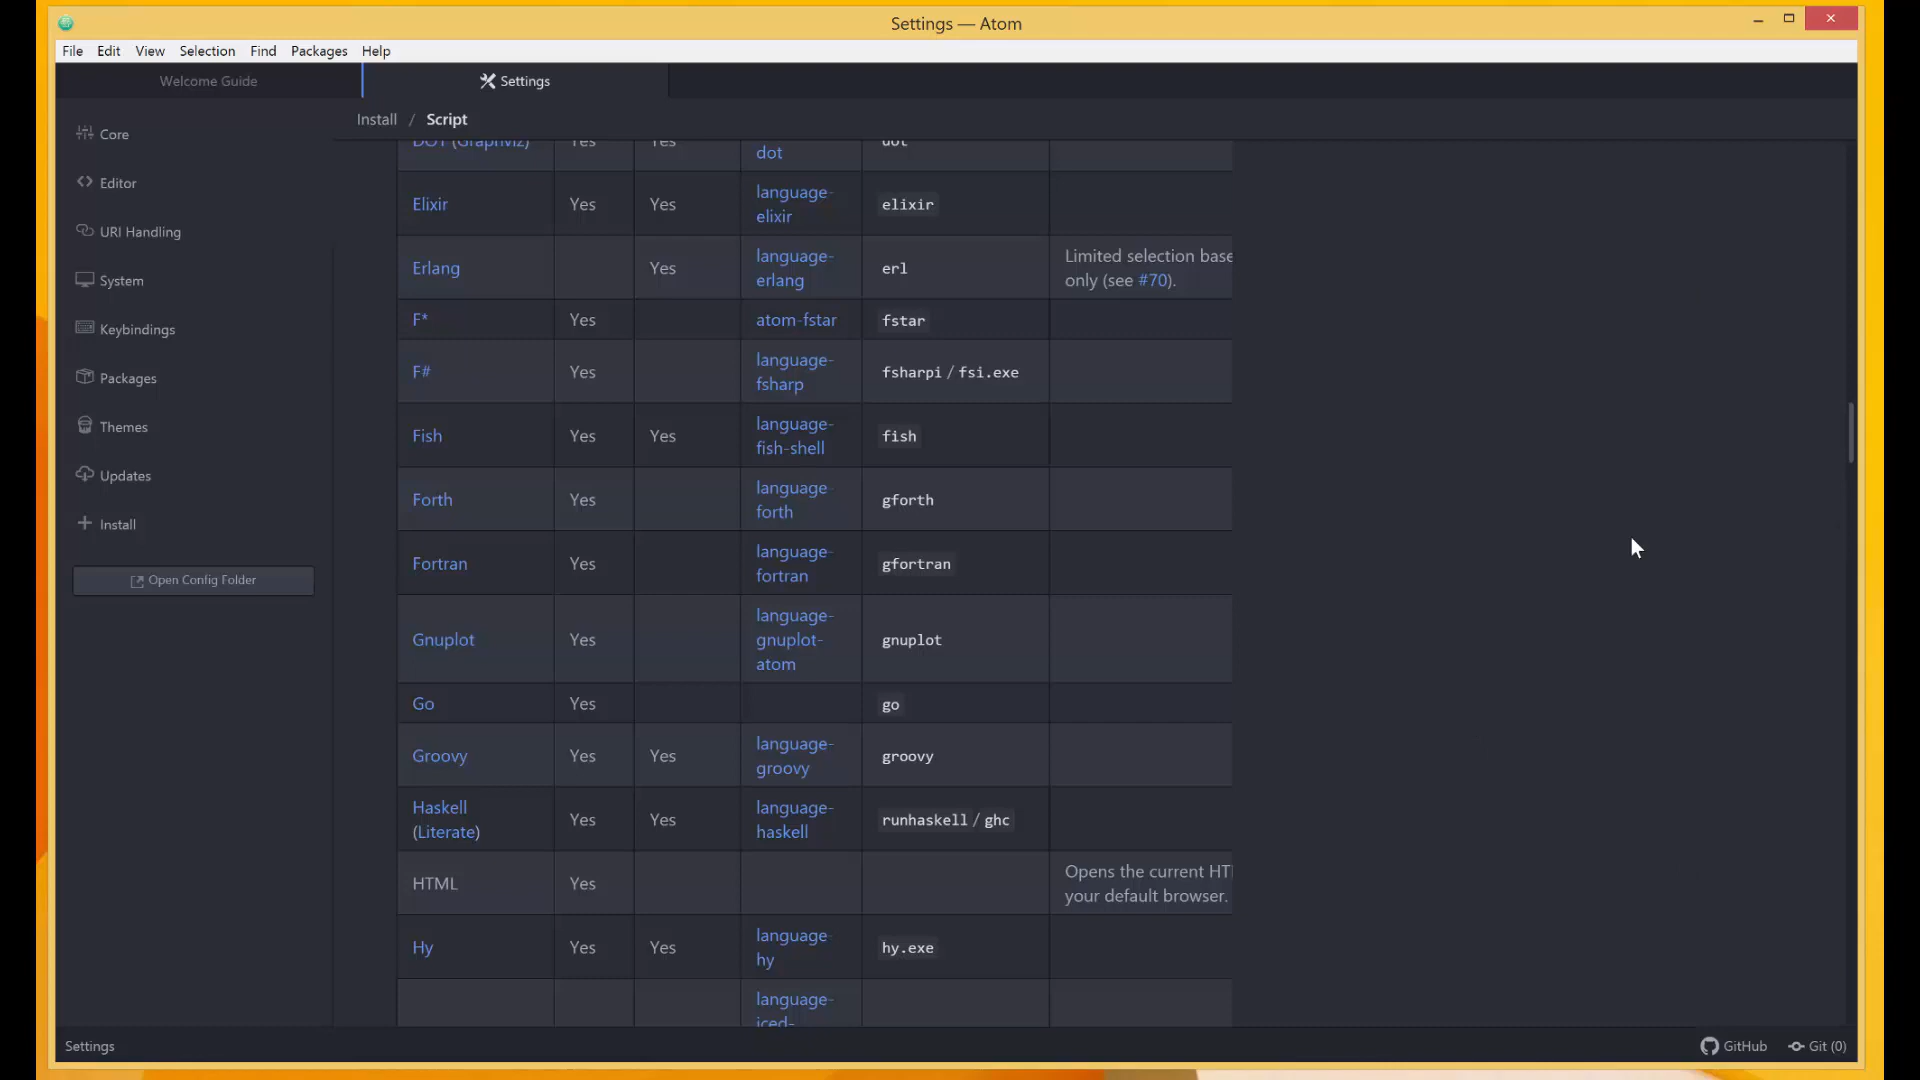 Settings — Atom
File Edit View Selection Find Packages Help
Welcome Guide
Settings
Install / Script
Core
Editor
URI Handling
System
Keybindings
Packages
Themes
Updates
Install
Open Config Folder
DOT (Graphviz) Yes Yes dot dot
Elixir Yes Yes language-
elixir elixir
Erlang Yes language-
erlang erl Limited selection base
only (see #70).
F* Yes atom-fstar fstar
F# Yes language-
fsharp fsharpi / fsi.exe
Fish Yes Yes language-
fish-shell fish
Forth Yes language-
forth gforth
Fortran Yes language-
fortran gfortran
Gnuplot Yes language-
gnuplot-
atom gnuplot
Go Yes go
Groovy Yes Yes language-
groovy groovy
Haskell
(Literate) Yes Yes language-
haskell runhaskell / ghc
HTML Yes Opens the current HT
your default browser.
Hy Yes Yes language-
hy hy.exe
language-
iced-
Settings
GitHub Git (0)